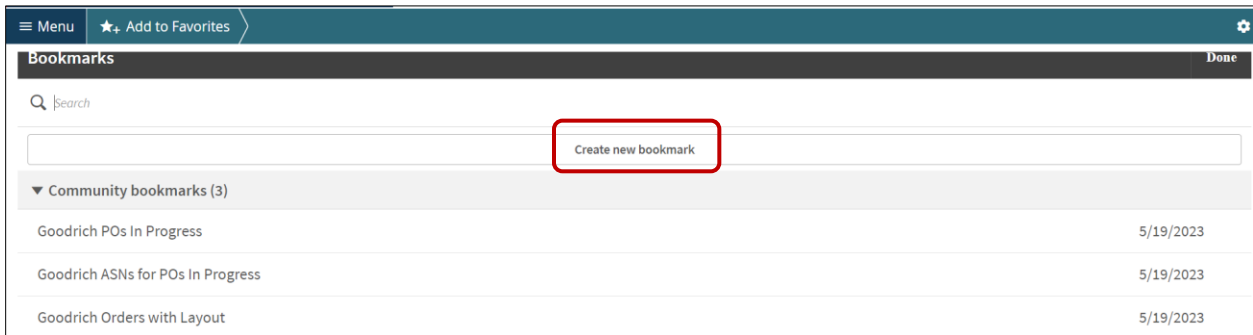 Menu Add to Favorites
Bookmarks Done
Search
Create new bookmark
Community bookmarks (3)
Goodrich POs In Progress 5/19/2023
Goodrich ASNs for POs In Progress 5/19/2023
Goodrich Orders with Layout 5/19/2023